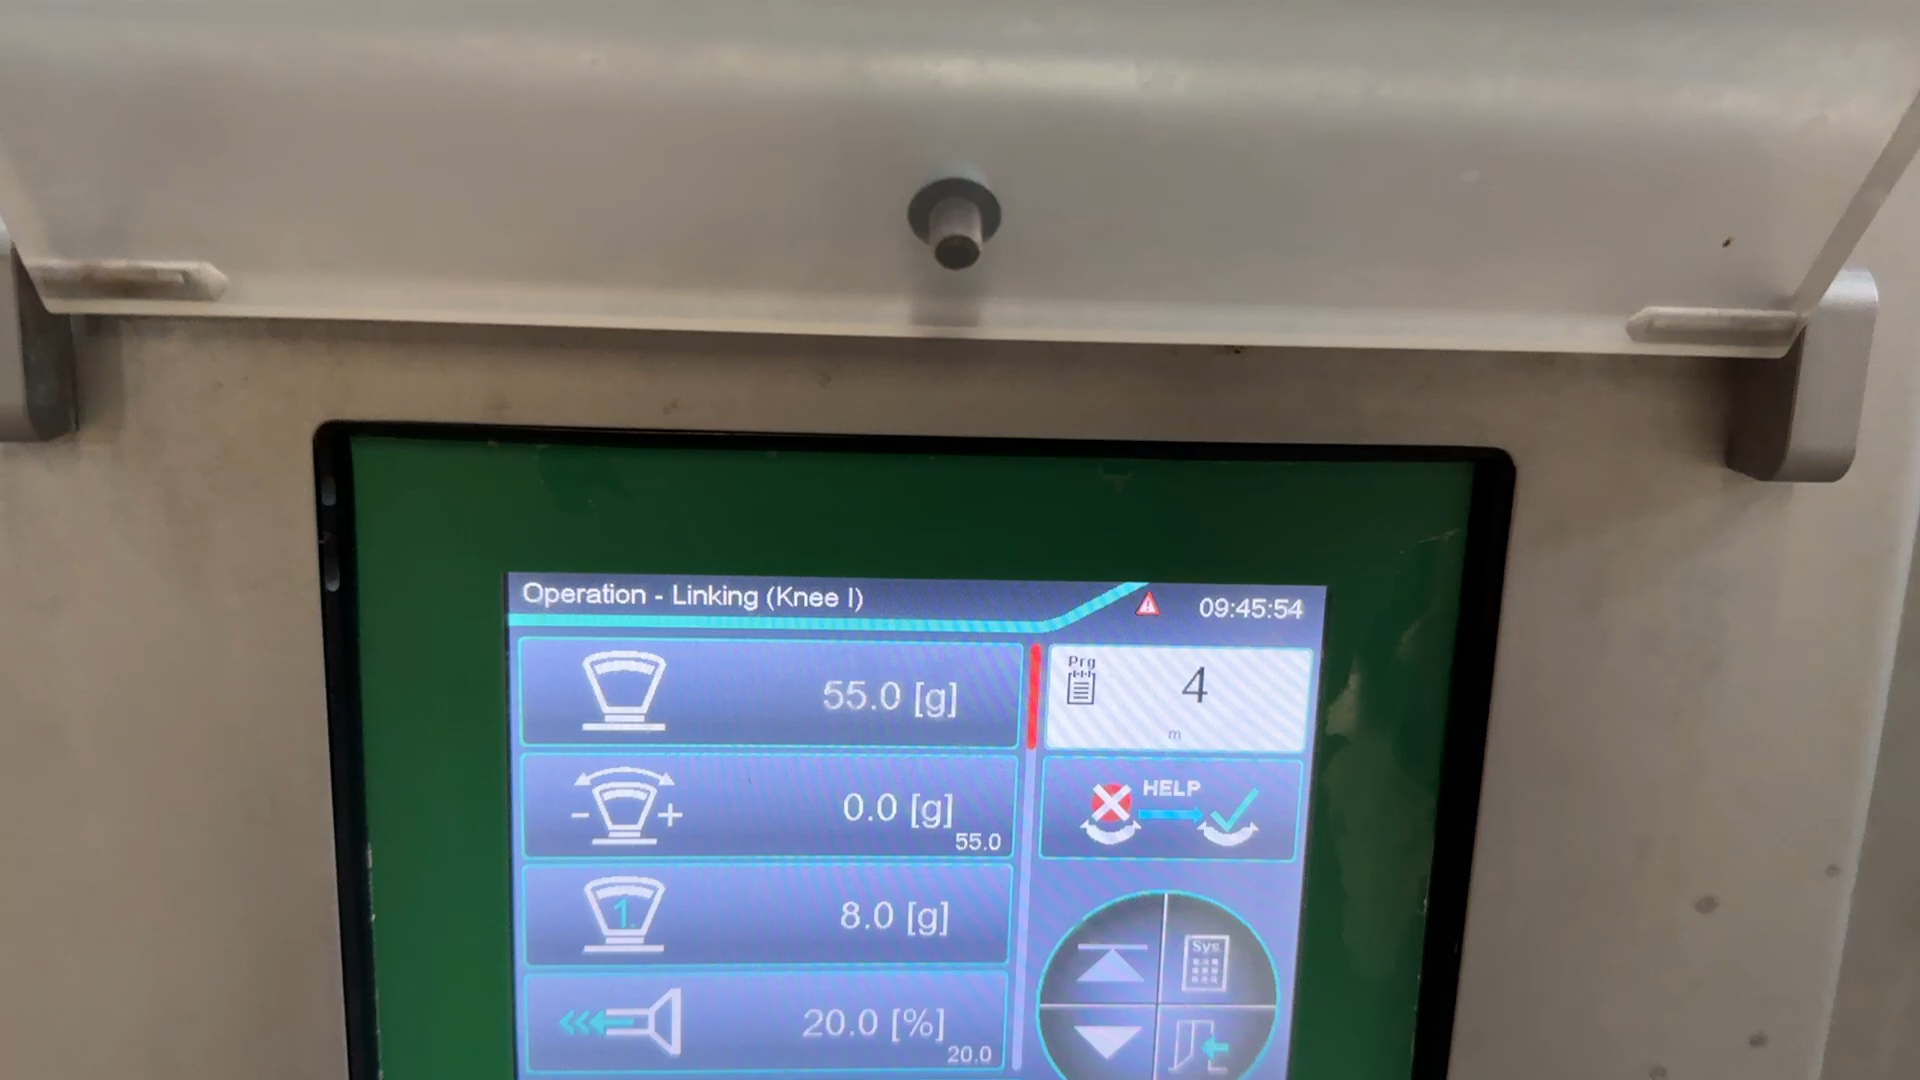 Operation - Linking (Knee I)
09:45:54
55.0 [g]
Prg
4
m
0.0 [g]
55.0
HELP
1.
8.0 [g]
Sys
20.0 [%]
20.0